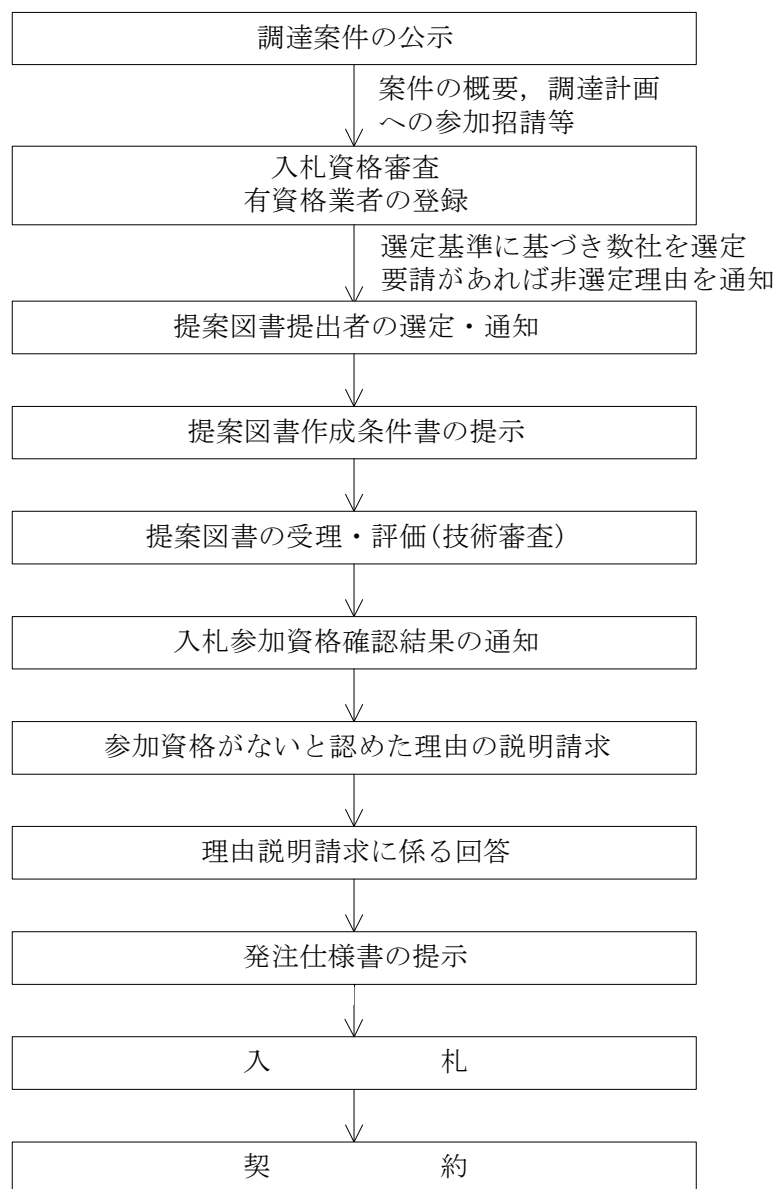 調達案件の公示
案件の概要，調達計画
への参加招請等
入札資格審査
有資格業者の登録
選定基準に基づき数社を選定
要請があれば非選定理由を通知
提案図書提出者の選定・通知
提案図書作成条件書の提示
提案図書の受理・評価(技術審査)
入札参加資格確認結果の通知
参加資格がないと認めた理由の説明請求
理由説明請求に係る回答
発注仕様書の提示
入　　　　　　札
契　　　　　　約